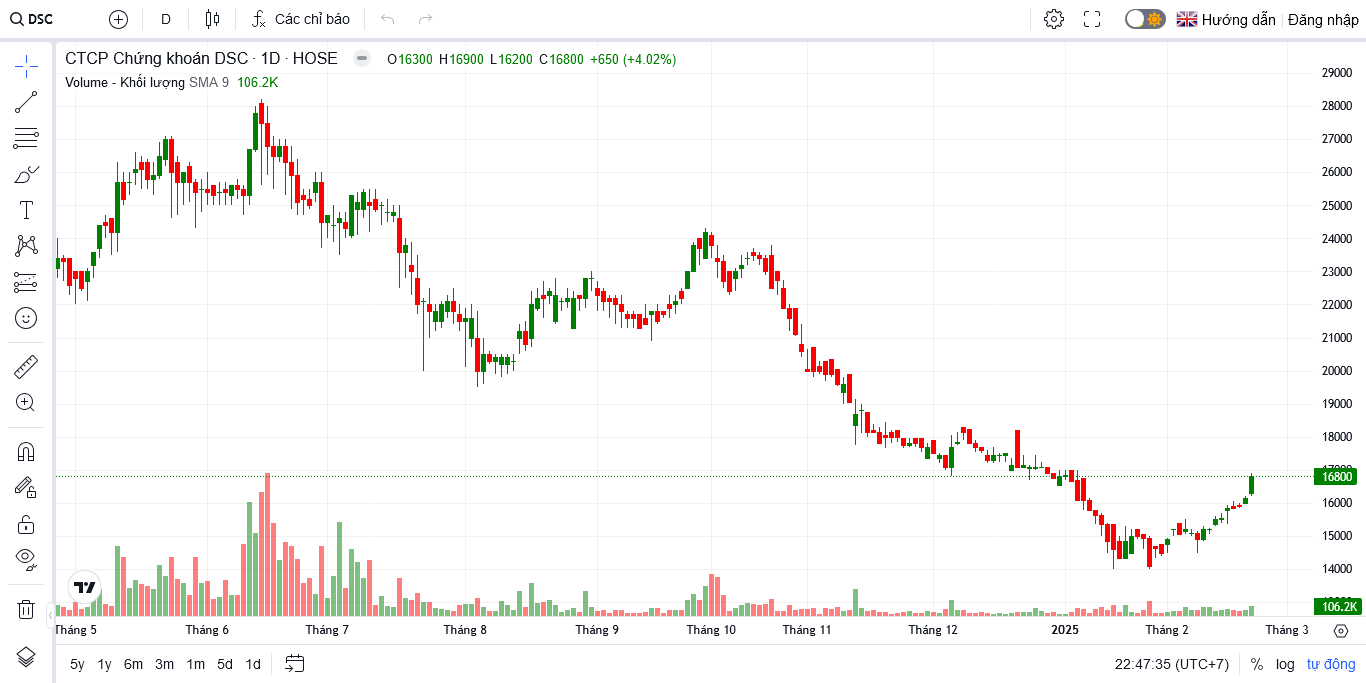 DSC D Các chỉ báo Hướng dẫn Đăng nhập
CTCP Chứng khoán DSC · 1D · HOSE O16300 H16900 L16200 C16800 +650 (+4.02%)
Volume - Khối lượng SMA 9 106.2K
29000
28000
27000
26000
25000
24000
23000
22000
21000
20000
19000
18000
17000
16800
16000
15000
14000
106.2K
Tháng 5 Tháng 6 Tháng 7 Tháng 8 Tháng 9 Tháng 10 Tháng 11 Tháng 12 2025 Tháng 2 Tháng 3
5y 1y 6m 3m 1m 5d 1d 22:47:35 (UTC+7) % log tự động